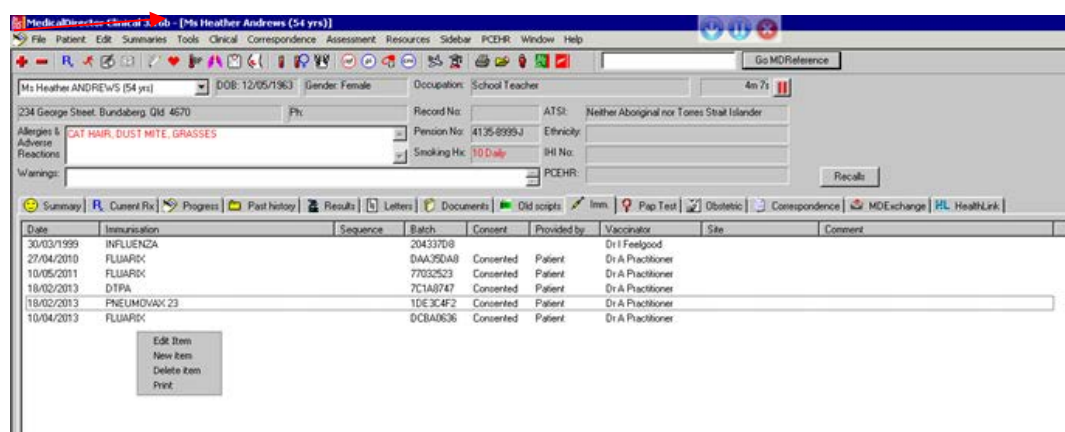 MedicalDirector Clinical 3.16b - [Ms Heather Andrews (54 yrs)]
File Patient Edit Summaries Tools Clinical Correspondence Assessment Resources Sidebar PCEHR Window Help
Go MDReference
Ms Heather ANDREWS (54 yrs) DOB: 12/05/1963 Gender: Female Occupation: School Teacher 4m 7s
234 George Street. Bundaberg. Qld 4670 Ph: Record No: ATSI: Neither Aboriginal nor Torres Strait Islander
Allergies & Adverse Reactions CAT HAIR, DUST MITE, GRASSES Pension No: 4135-8999-J Ethnicity:
Smoking Hx: 10 Daily IHI No:
Warnings: PCEHR: Recalls
Summary Current Rx Progress Past history Results Letters Documents Old scripts Imm. Pap Test Obstetric Correspondence MDExchange HealthLink
Date Immunisation Sequence Batch Consent Provided by Vaccinator Site Comment
30/03/1999 INFLUENZA 204337D8 Dr I Feelgood
27/04/2010 FLUARIX DAA35DA8 Consented Patient Dr A Practitioner
10/05/2011 FLUARIX 77032523 Consented Patient Dr A Practitioner
18/02/2013 DTPA 7C1A8747 Consented Patient Dr A Practitioner
18/02/2013 PNEUMOVAX 23 1DE3C4F2 Consented Patient Dr A Practitioner
10/04/2013 FLUARIX DCBA0636 Consented Patient Dr A Practitioner
Edit Item
New item
Delete item
Print